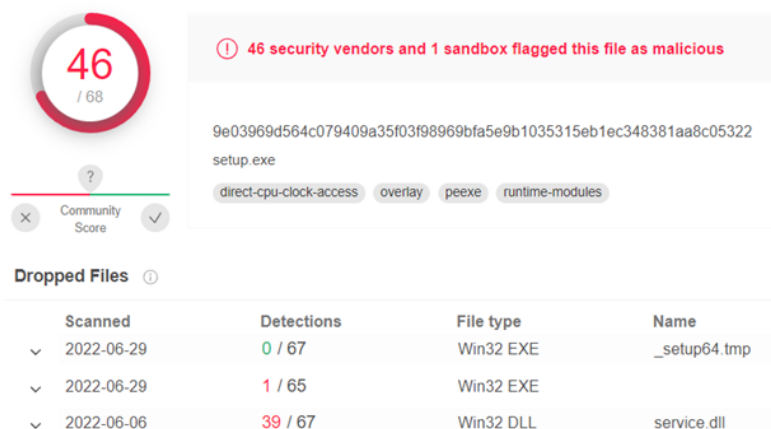 46
/ 68
46 security vendors and 1 sandbox flagged this file as malicious
9e03969d564c079409a35f03f98969bfa5e9b1035315eb1ec348381aa8c05322
setup.exe
direct-cpu-clock-access overlay peexe runtime-modules
?
Community
Score
Dropped Files
Scanned Detections File type Name
2022-06-29 0 / 67 Win32 EXE _setup64.tmp
2022-06-29 1 / 65 Win32 EXE
2022-06-06 39 / 67 Win32 DLL service.dll